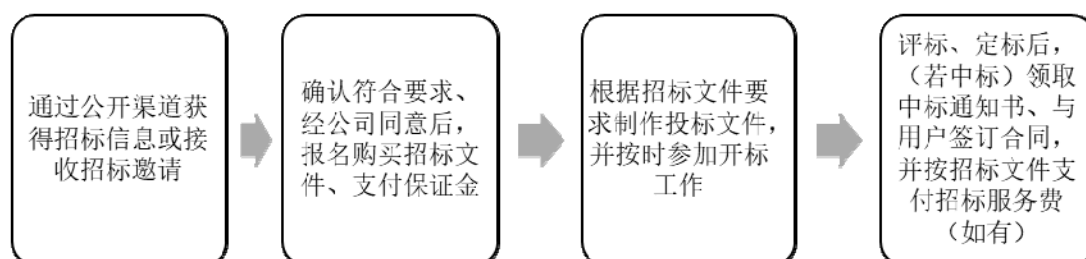 通过公开渠道获
得招标信息或接
收招标邀请
确认符合要求、
经公司同意后，
报名购买招标文
件、支付保证金
根据招标文件要
求制作投标文件，
并按时参加开标
工作
评标、定标后，
（若中标）领取
中标通知书、与
用户签订合同，
并按招标文件支
付招标服务费
（如有）